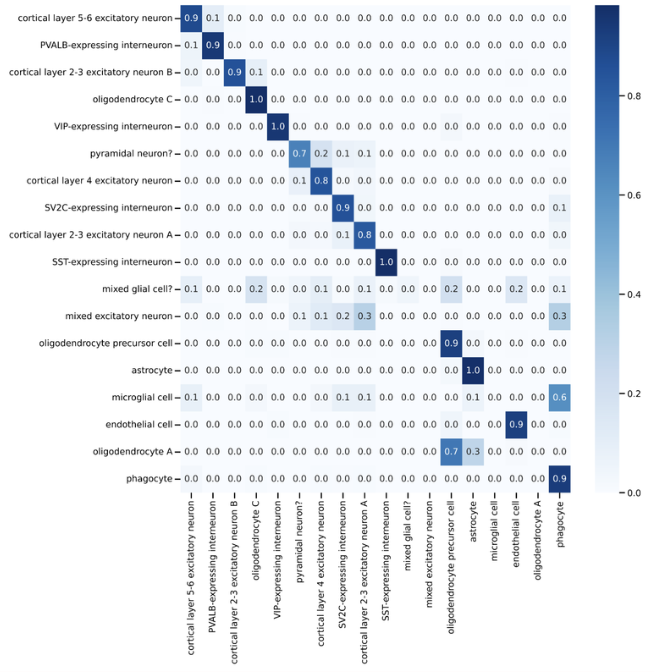 cortical layer 5-6 excitatory neuron 0.9 0.1 0.0 0.0 0.0 0.0 0.0 0.0 0.0 0.0 0.0 0.0 0.0 0.0 0.0 0.0 0.0 0.0
PVALB-expressing interneuron 0.1 0.9 0.0 0.0 0.0 0.0 0.0 0.0 0.0 0.0 0.0 0.0 0.0 0.0 0.0 0.0 0.0 0.0
cortical layer 2-3 excitatory neuron B 0.0 0.0 0.9 0.1 0.0 0.0 0.0 0.0 0.0 0.0 0.0 0.0 0.0 0.0 0.0 0.0 0.0 0.0
oligodendrocyte C 0.0 0.0 0.0 1.0 0.0 0.0 0.0 0.0 0.0 0.0 0.0 0.0 0.0 0.0 0.0 0.0 0.0 0.0
VIP-expressing interneuron 0.0 0.0 0.0 0.0 1.0 0.0 0.0 0.0 0.0 0.0 0.0 0.0 0.0 0.0 0.0 0.0 0.0 0.0
pyramidal neuron? 0.0 0.0 0.0 0.0 0.0 0.7 0.2 0.1 0.1 0.0 0.0 0.0 0.0 0.0 0.0 0.0 0.0 0.0
cortical layer 4 excitatory neuron 0.0 0.0 0.0 0.0 0.0 0.1 0.8 0.0 0.0 0.0 0.0 0.0 0.0 0.0 0.0 0.0 0.0 0.0
SV2C-expressing interneuron 0.0 0.0 0.0 0.0 0.0 0.0 0.0 0.9 0.0 0.0 0.0 0.0 0.0 0.0 0.0 0.0 0.0 0.1
cortical layer 2-3 excitatory neuron A 0.0 0.0 0.0 0.0 0.0 0.0 0.0 0.1 0.8 0.0 0.0 0.0 0.0 0.0 0.0 0.0 0.0 0.0
SST-expressing interneuron 0.0 0.0 0.0 0.0 0.0 0.0 0.0 0.0 0.0 1.0 0.0 0.0 0.0 0.0 0.0 0.0 0.0 0.0
mixed glial cell? 0.1 0.0 0.0 0.2 0.0 0.0 0.1 0.0 0.1 0.0 0.0 0.0 0.2 0.0 0.0 0.2 0.0 0.1
mixed excitatory neuron 0.0 0.0 0.0 0.0 0.0 0.1 0.1 0.2 0.3 0.0 0.0 0.0 0.0 0.0 0.0 0.0 0.0 0.3
oligodendrocyte precursor cell 0.0 0.0 0.0 0.0 0.0 0.0 0.0 0.0 0.0 0.0 0.0 0.0 0.9 0.0 0.0 0.0 0.0 0.0
astrocyte 0.0 0.0 0.0 0.0 0.0 0.0 0.0 0.0 0.0 0.0 0.0 0.0 0.0 1.0 0.0 0.0 0.0 0.0
microglial cell 0.1 0.0 0.0 0.0 0.0 0.0 0.0 0.1 0.1 0.0 0.0 0.0 0.0 0.1 0.0 0.0 0.0 0.6
endothelial cell 0.0 0.0 0.0 0.0 0.0 0.0 0.0 0.0 0.0 0.0 0.0 0.0 0.0 0.0 0.0 0.9 0.0 0.0
oligodendrocyte A 0.0 0.0 0.0 0.0 0.0 0.0 0.0 0.0 0.0 0.0 0.0 0.0 0.7 0.3 0.0 0.0 0.0 0.0
phagocyte 0.0 0.0 0.0 0.0 0.0 0.0 0.0 0.0 0.0 0.0 0.0 0.0 0.0 0.0 0.0 0.0 0.0 0.9
cortical layer 5-6 excitatory neuron
PVALB-expressing interneuron
cortical layer 2-3 excitatory neuron B
oligodendrocyte C
VIP-expressing interneuron
pyramidal neuron?
cortical layer 4 excitatory neuron
SV2C-expressing interneuron
cortical layer 2-3 excitatory neuron A
SST-expressing interneuron
mixed glial cell?
mixed excitatory neuron
oligodendrocyte precursor cell
astrocyte
microglial cell
endothelial cell
oligodendrocyte A
phagocyte
0.8
0.6
0.4
0.2
0.0